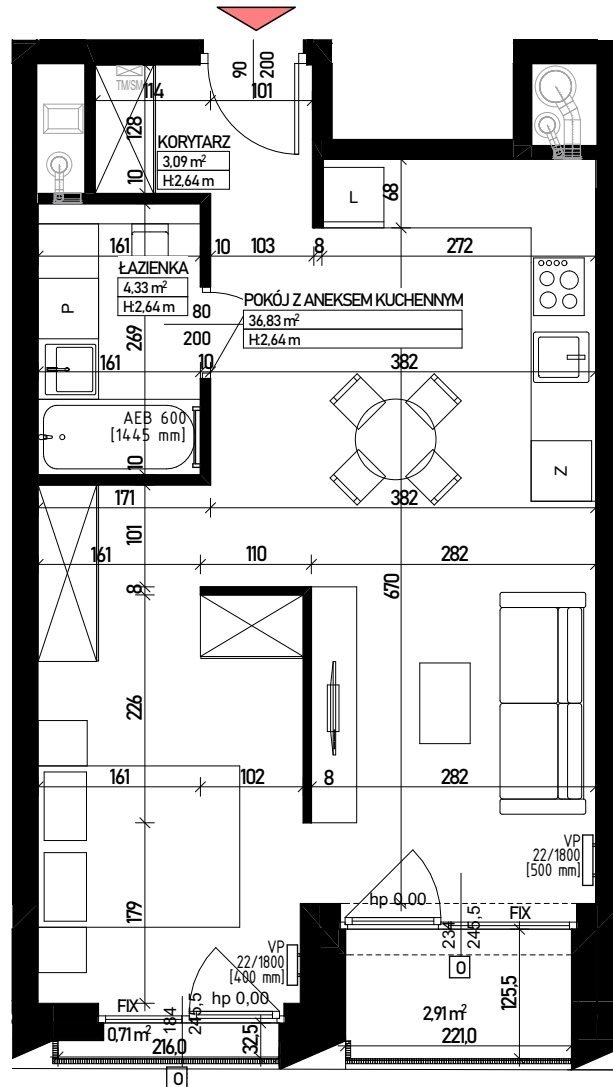 90
200
TM/SM
114
101
128
10
KORYTARZ
3,09 m²
H:2,64 m
L
68
161
10
103
8
272
ŁAZIENKA
4,33 m²
H:2,64 m
P
269
80
200
POKÓJ Z ANEKSEM KUCHENNYM
36,83 m²
H:2,64 m
161
10
382
AEB 600
[1445 mm]
10
Z
171
382
101
161
110
282
8
670
226
161
102
8
282
VP
22/1800
[500 mm]
179
hp 0,00
FIX
234
245,5
VP
22/1800
[400 mm]
hp 0,00
O
125,5
FIX
0,71 m²
184
245,5
32,5
2,91 m²
216,0
221,0
O